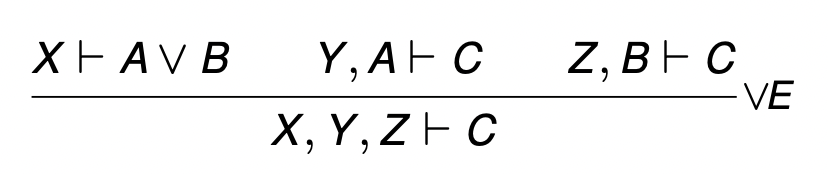 X ⊢ A ∨ B Y, A ⊢ C Z, B ⊢ C
∨E
X, Y, Z ⊢ C